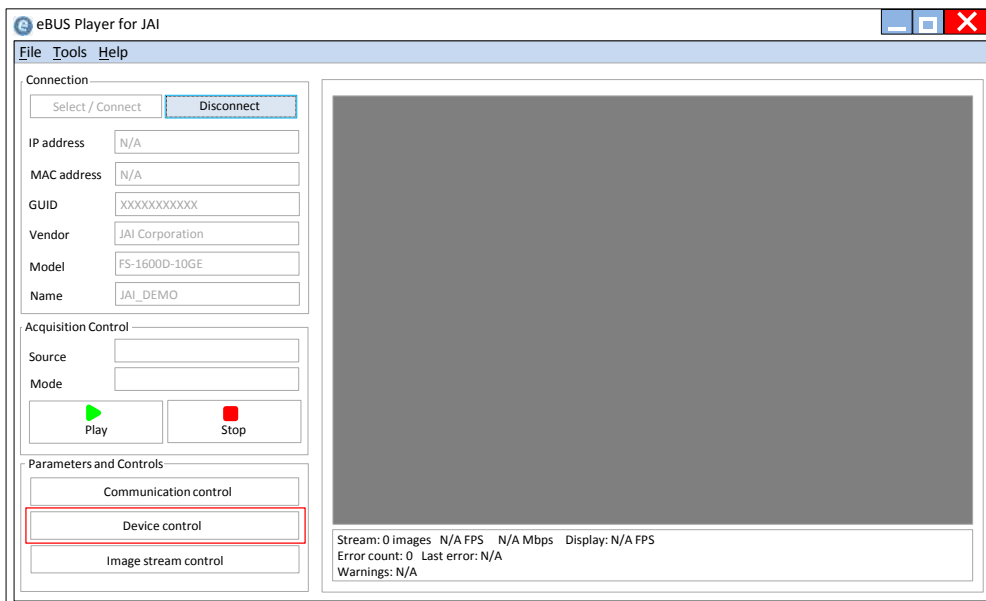 eBUS Player for JAI
File Tools Help
Connection
Select / Connect Disconnect
IP address N/A
MAC address N/A
GUID XXXXXXXXXXX
Vendor JAI Corporation
Model FS-1600D-10GE
Name JAI_DEMO
Acquisition Control
Source
Mode
Play Stop
Parameters and Controls
Communication control
Device control
Image stream control
Stream: 0 images N/A FPS N/A Mbps Display: N/A FPS
Error count: 0 Last error: N/A
Warnings: N/A